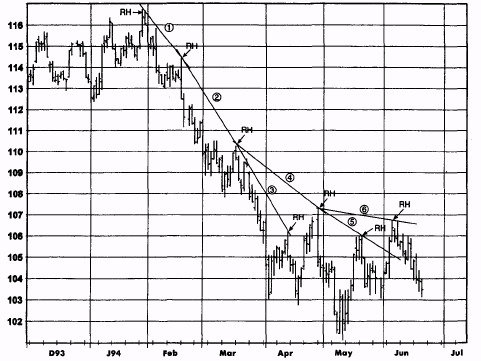 116
115
114
113
112
111
110
109
108
107
106
105
104
103
102
RH
①
RH
②
RH
③
④
RH
RH
⑤
⑥
RH
RH
D93 J94 Feb Mar Apr May Jun Jul